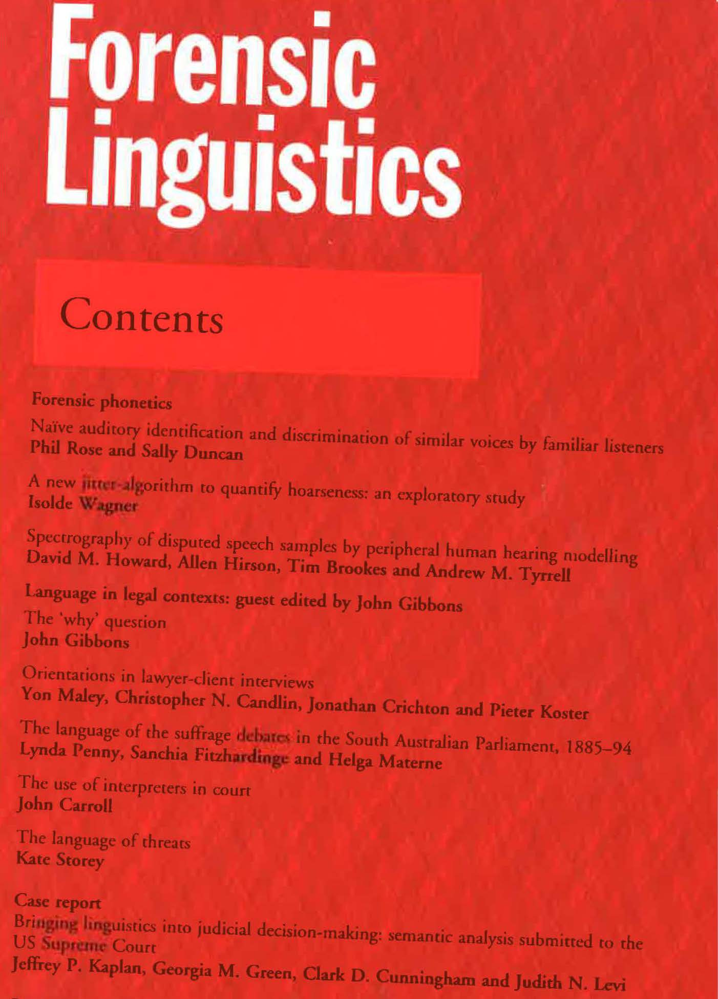 Forensic
Linguistics
Contents
Forensic phonetics
Naïve auditory identification and discrimination of similar voices by familiar listeners
Phil Rose and Sally Duncan
A new jitter-algorithm to quantify hoarseness: an exploratory study
Isolde Wagner
Spectrography of disputed speech samples by peripheral human hearing modelling
David M. Howard, Allen Hirson, Tim Brookes and Andrew M. Tyrrell
Language in legal contexts: guest edited by John Gibbons
The ‘why’ question
John Gibbons
Orientations in lawyer-client interviews
Yon Maley, Christopher N. Candlin, Jonathan Crichton and Pieter Koster
The language of the suffrage debates in the South Australian Parliament, 1885–94
Lynda Penny, Sanchia Fitzhardinge and Helga Materne
The use of interpreters in court
John Carroll
The language of threats
Kate Storey
Case report
Bringing linguistics into judicial decision-making: semantic analysis submitted to the
US Supreme Court
Jeffrey P. Kaplan, Georgia M. Green, Clark D. Cunningham and Judith N. Levi